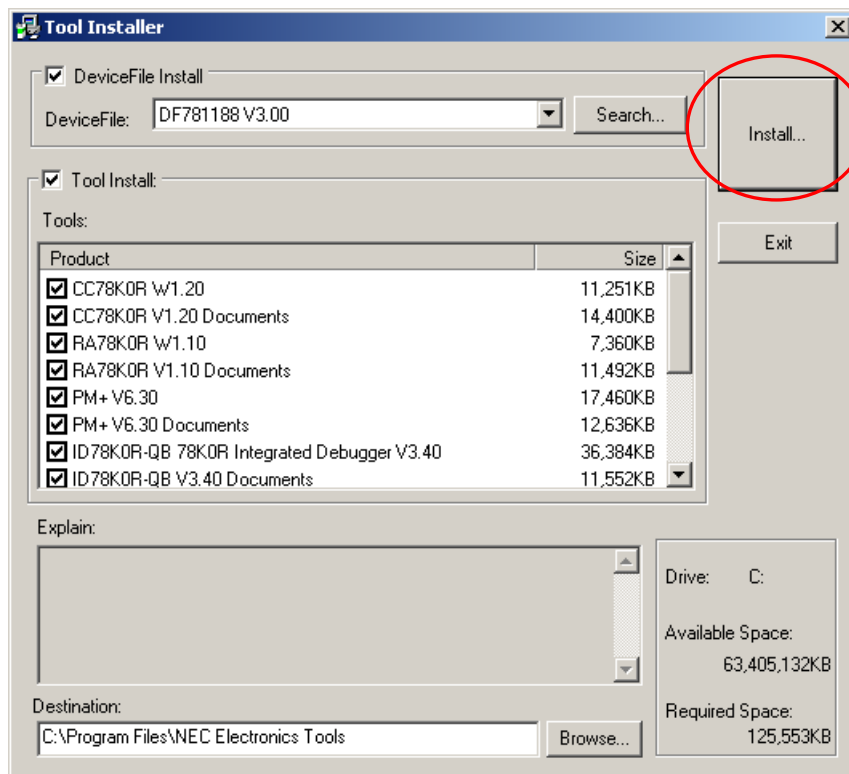 Tool Installer
DeviceFile Install
DeviceFile: DF781188 V3.00 Search...
Install...
Tool Install:
Exit
Tools:
Product Size
CC78K0R W1.20 11,251KB
CC78K0R V1.20 Documents 14,400KB
RA78K0R W1.10 7,360KB
RA78K0R V1.10 Documents 11,492KB
PM+ V6.30 17,460KB
PM+ V6.30 Documents 12,636KB
ID78K0R-QB 78K0R Integrated Debugger V3.40 36,384KB
ID78K0R-QB V3.40 Documents 11,552KB
Explain:
Drive: C:
Available Space:
63,405,132KB
Required Space:
125,553KB
Destination:
C:\Program Files\NEC Electronics Tools Browse...